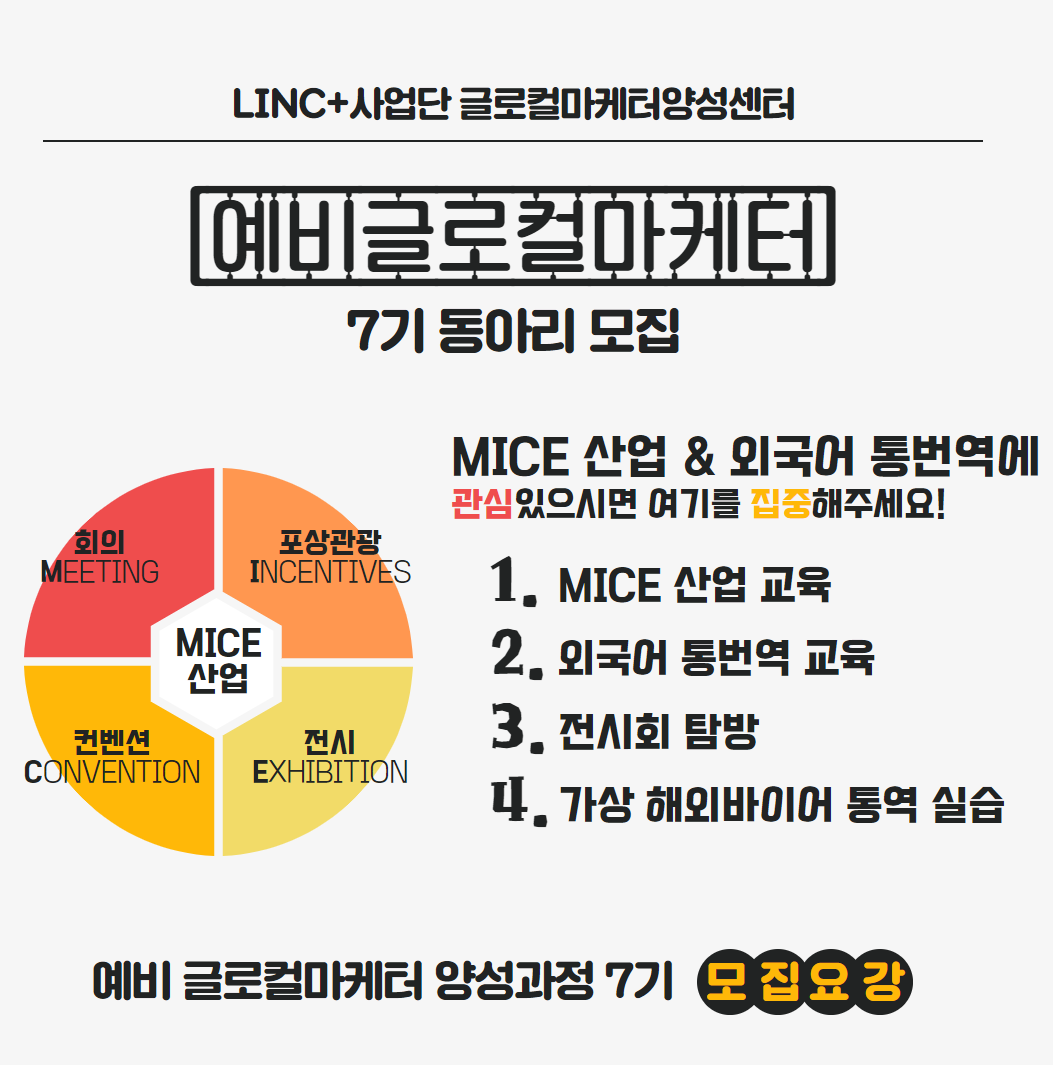 LINC+사업단 글로컬마케터양성센터
예비글로컬마케터
7기 동아리 모집
MICE 산업 & 외국어 통번역에
관심있으시면 여기를 집중해주세요!
회의
MEETING
포상관광
INCENTIVES
MICE
산업
컨벤션
CONVENTION
전시
EXHIBITION
1. MICE 산업 교육
2. 외국어 통번역 교육
3. 전시회 탐방
4. 가상 해외바이어 통역 실습
예비 글로컬마케터 양성과정 7기 모집요강